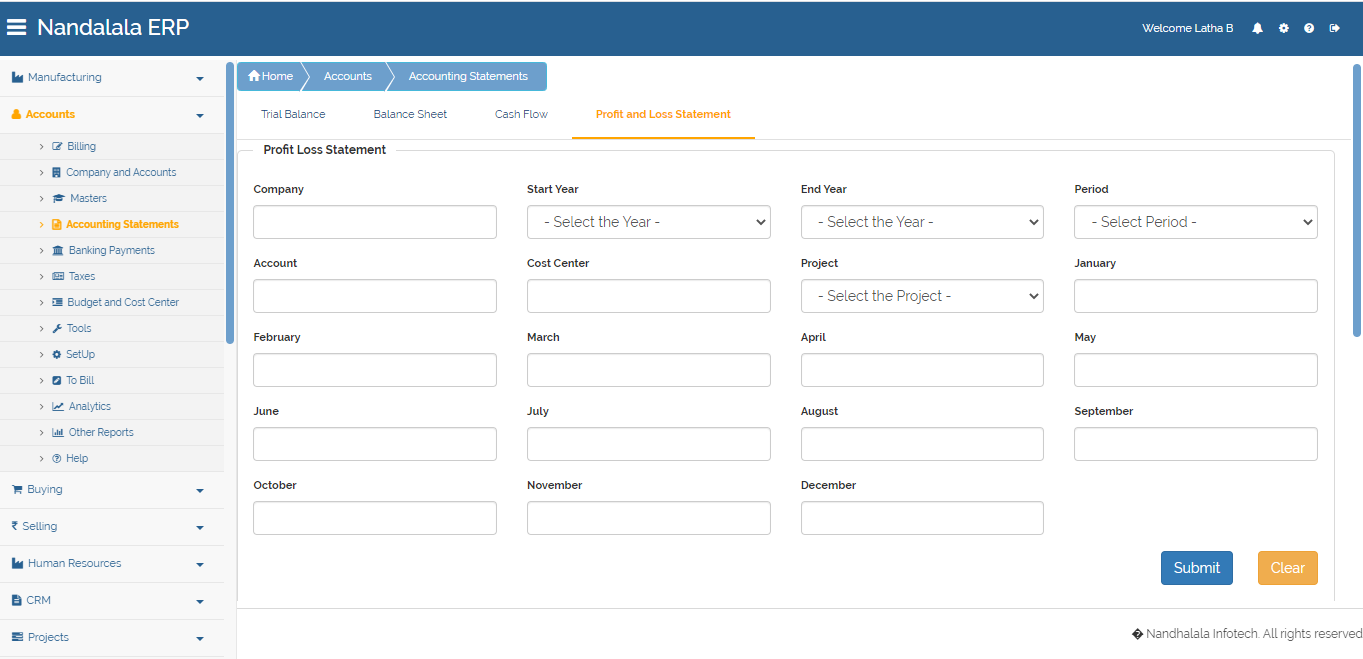 Nandalala ERP
Welcome Latha B
Manufacturing
Accounts
Billing
Company and Accounts
Masters
Accounting Statements
Banking Payments
Taxes
Budget and Cost Center
Tools
SetUp
To Bill
Analytics
Other Reports
Help
Buying
₹ Selling
Human Resources
CRM
Projects
Home Accounts Accounting Statements
Trial Balance Balance Sheet Cash Flow Profit and Loss Statement
Profit Loss Statement
Company Start Year End Year Period
- Select the Year - - Select the Year - - Select Period -
Account Cost Center Project January
- Select the Project -
February March April May
June July August September
October November December
Submit Clear
� Nandhalala Infotech. All rights reserved